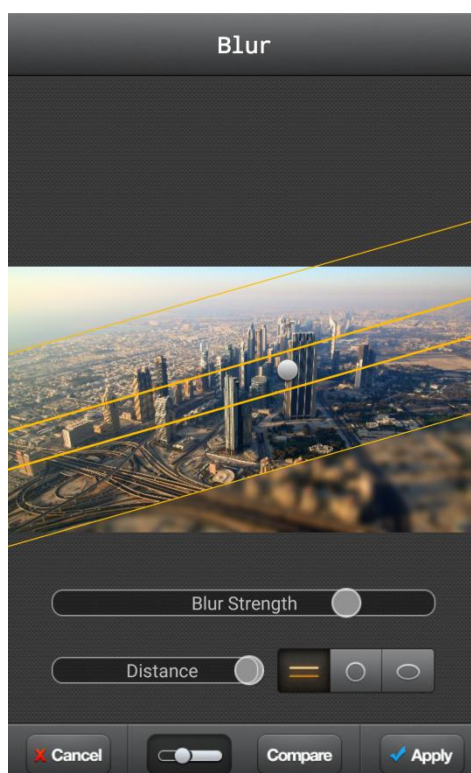 Blur
Blur Strength
Distance
Cancel
Compare
Apply